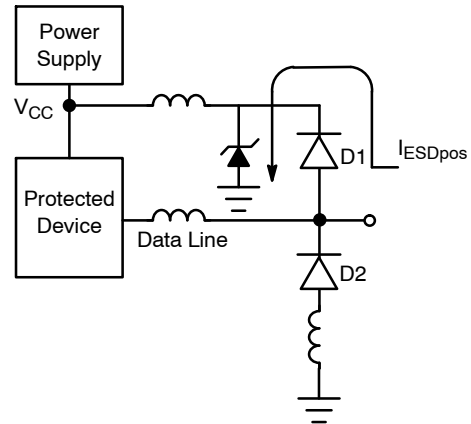 Power
Supply
VCC
D1
IESDpos
Protected
Device
Data Line
D2